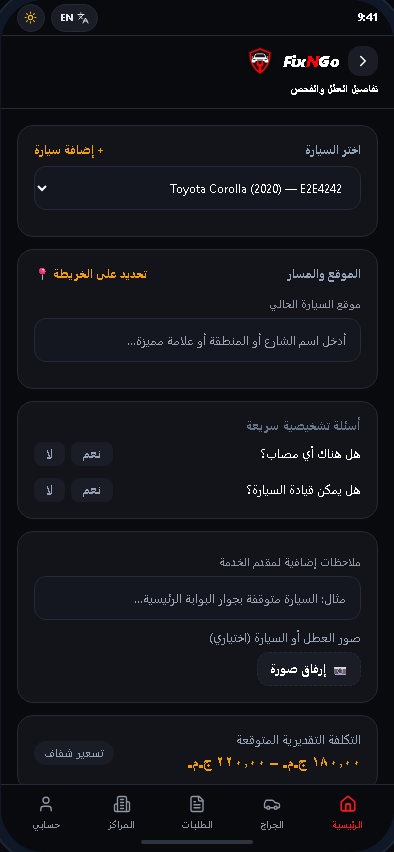 9:41
EN
FixNGo
تفاصيل العطل والفحص
اختر السيارة
+ إضافة سيارة
Toyota Corolla (2020) — E2E4242
الموقع والمسار
تحديد على الخريطة
موقع السيارة الحالي
أدخل اسم الشارع أو المنطقة أو علامة مميزة...
أسئلة تشخيصية سريعة
هل هناك أي مصاب؟
نعم
لا
هل يمكن قيادة السيارة؟
نعم
لا
ملاحظات إضافية لمقدم الخدمة
مثال: السيارة متوقفة بجوار البوابة الرئيسية...
صور العطل أو السيارة (اختياري)
إرفاق صورة
التكلفة التقديرية المتوقعة
١٨٠,٠٠ ج.م. – ٢٢٠,٠٠ ج.م.
تسعير شفاف
الرئيسية
الجراج
الطلبات
المراكز
حسابي